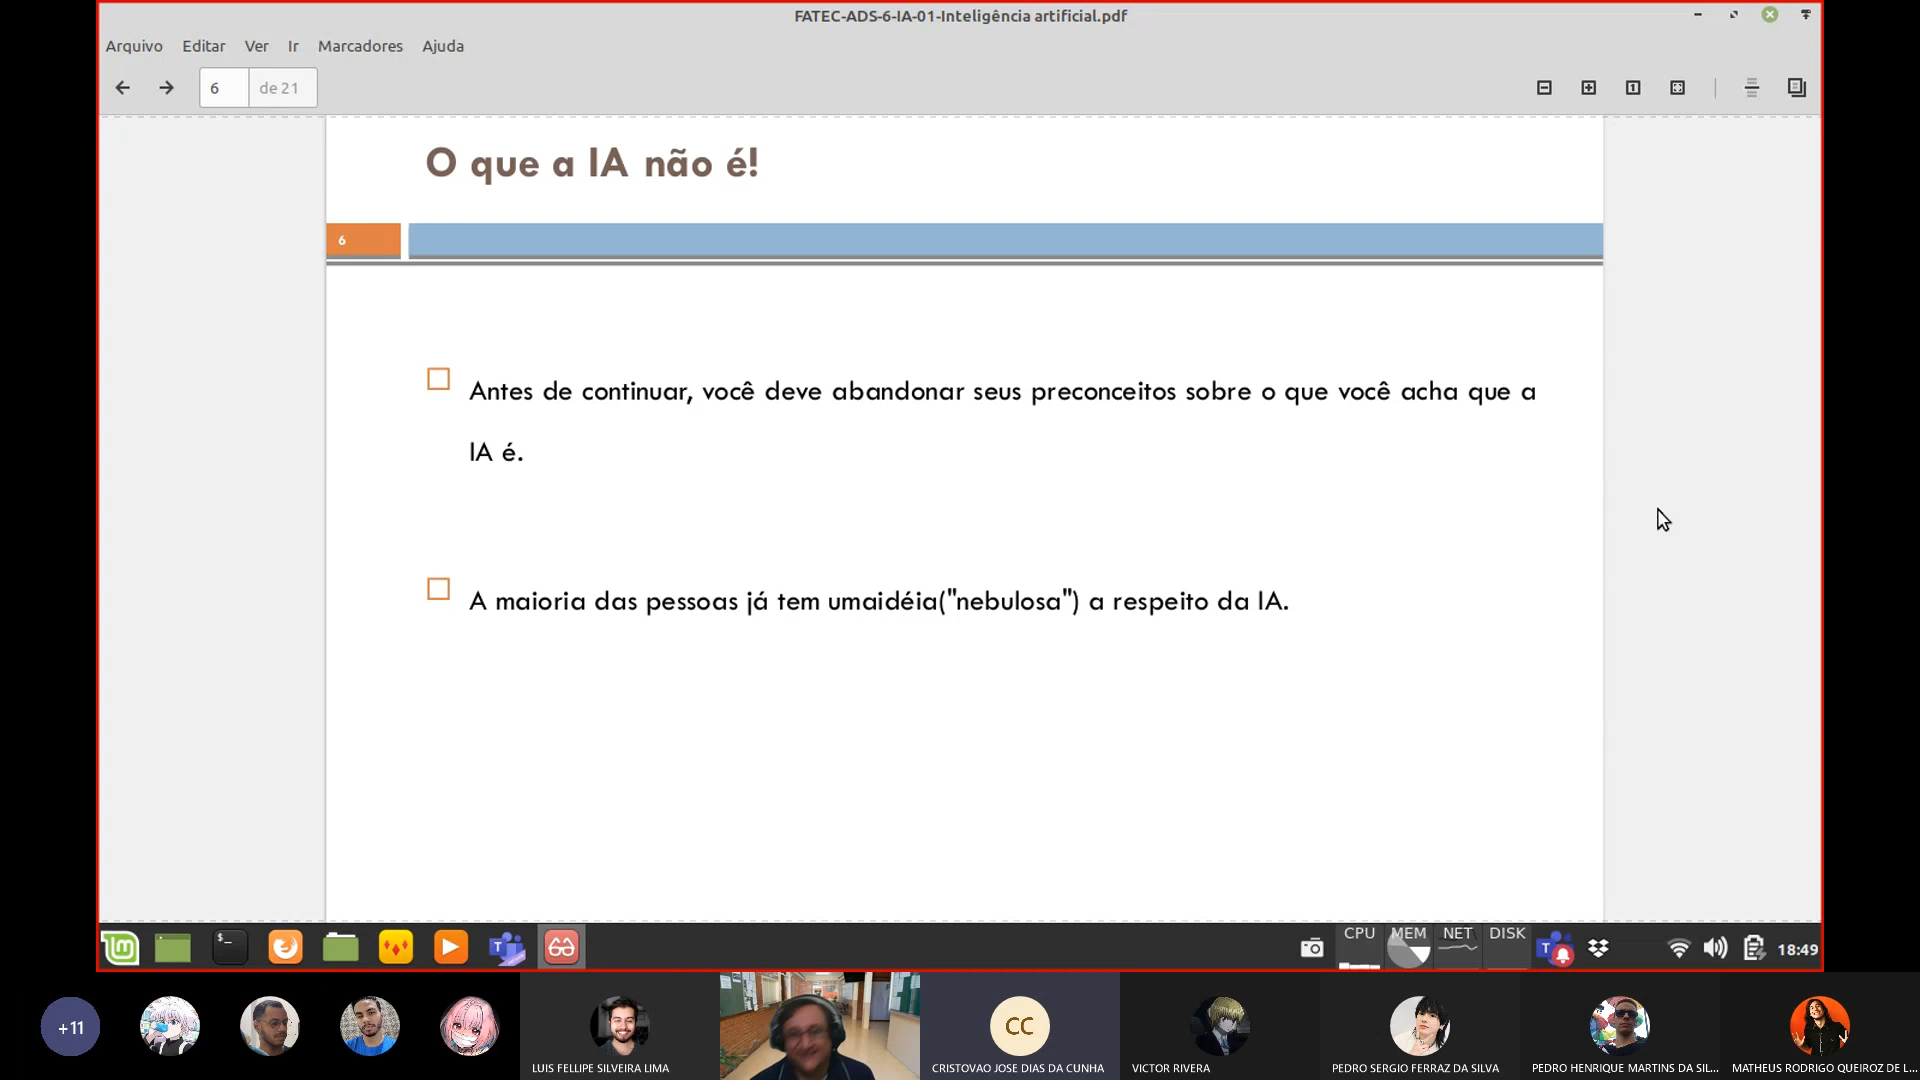 FATEC-ADS-6-IA-01-Inteligência artificial.pdf
Arquivo Editar Ver Ir Marcadores Ajuda
6 de 21
O que a IA não é!
6
Antes de continuar, você deve abandonar seus preconceitos sobre o que você acha que a
IA é.
A maioria das pessoas já tem umaidéia("nebulosa") a respeito da IA.
CPU MEM NET DISK
18:49
+11
CC
LUIS FELLIPE SILVEIRA LIMA
CRISTOVAO JOSE DIAS DA CUNHA
VICTOR RIVERA
PEDRO SERGIO FERRAZ DA SILVA
PEDRO HENRIQUE MARTINS DA SIL...
MATHEUS RODRIGO QUEIROZ DE L...